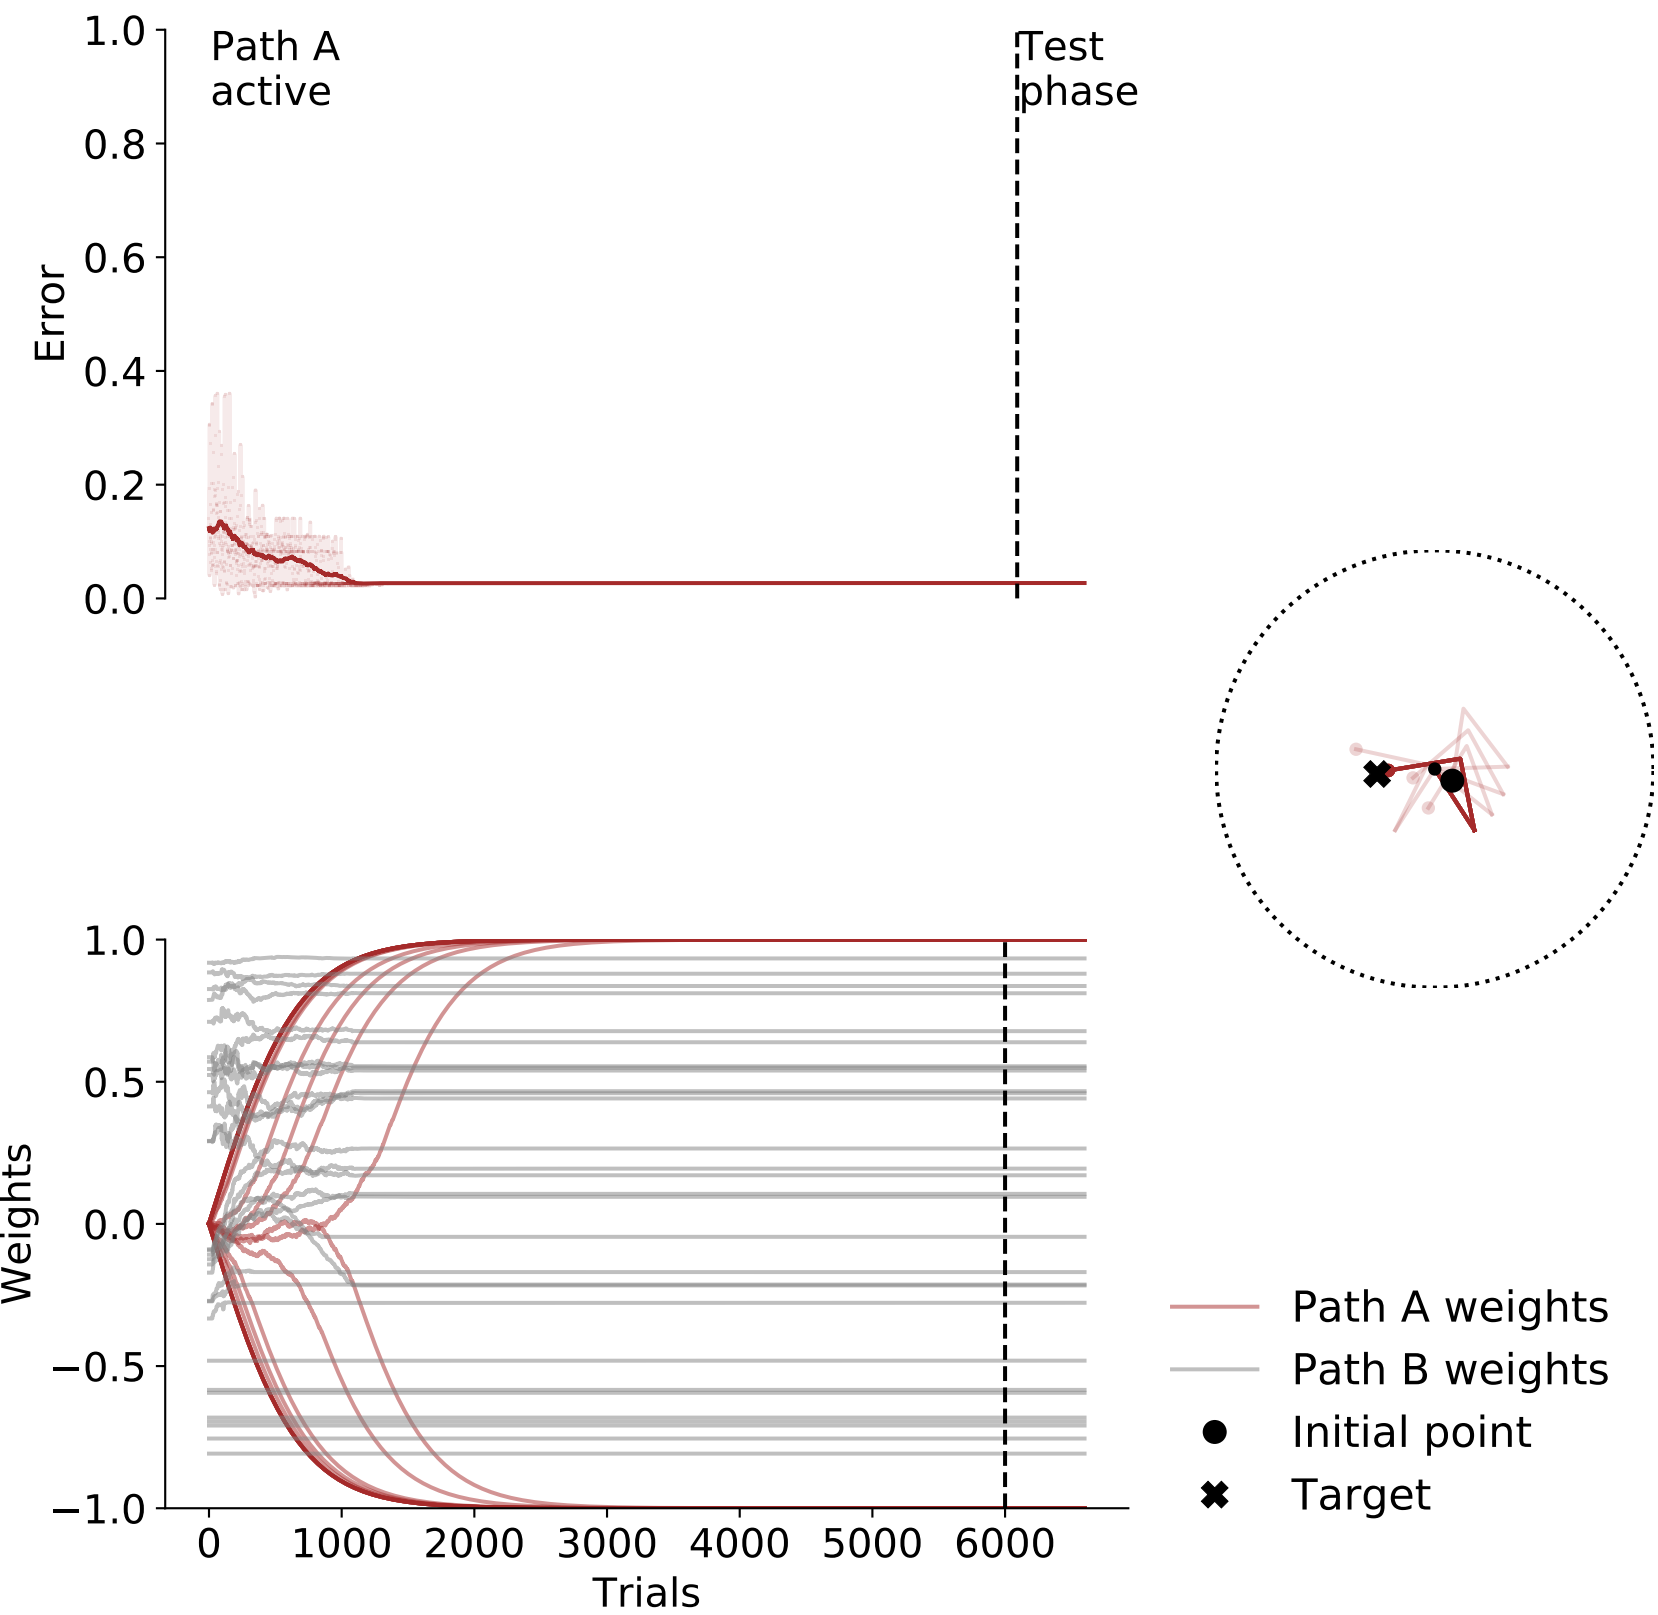 1.0
0.8
0.6
0.4
0.2
0.0
Error
Path A
active
Test
phase
1.0
0.5
0.0
−0.5
−1.0
Weights
0 1000 2000 3000 4000 5000 6000
Trials
Path A weights
Path B weights
Initial point
Target